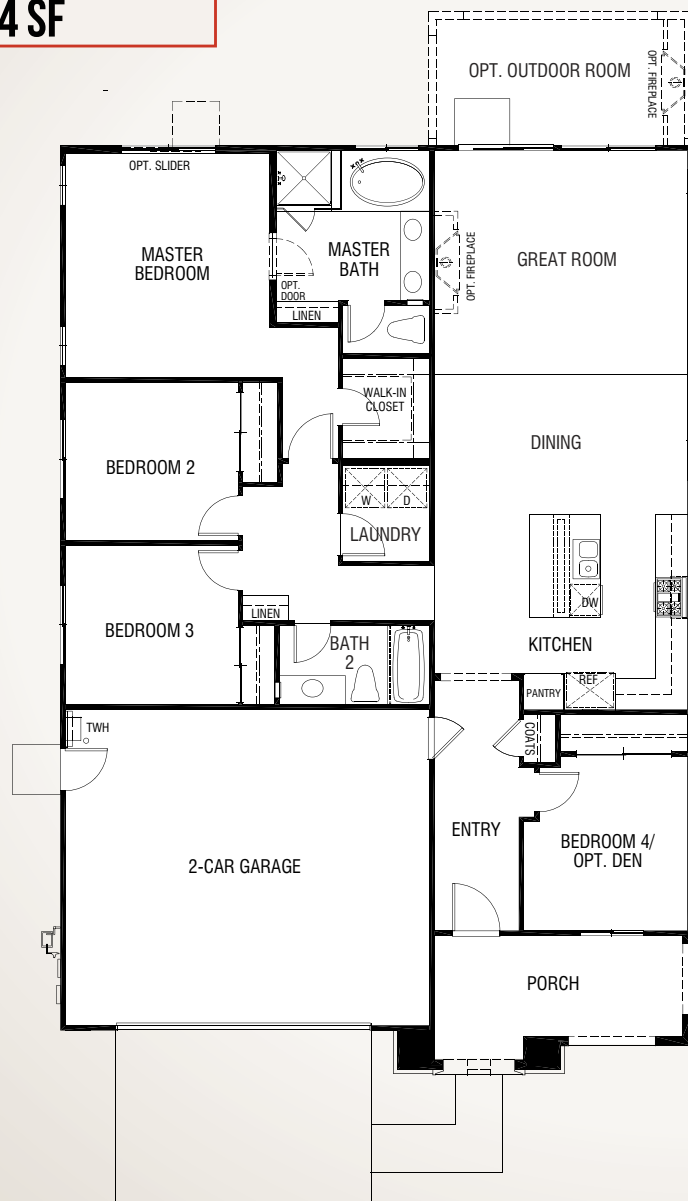 4 SF
OPT. OUTDOOR ROOM
OPT. FIREPLACE
OPT. SLIDER
MASTER
BEDROOM
MASTER
BATH
OPT.
DOOR
LINEN
OPT. FIREPLACE
GREAT ROOM
WALK-IN
CLOSET
DINING
BEDROOM 2
W
D
LAUNDRY
DW
LINEN
BEDROOM 3
BATH
2
KITCHEN
REF
PANTRY
TWH
COATS
ENTRY
BEDROOM 4/
OPT. DEN
2-CAR GARAGE
PORCH